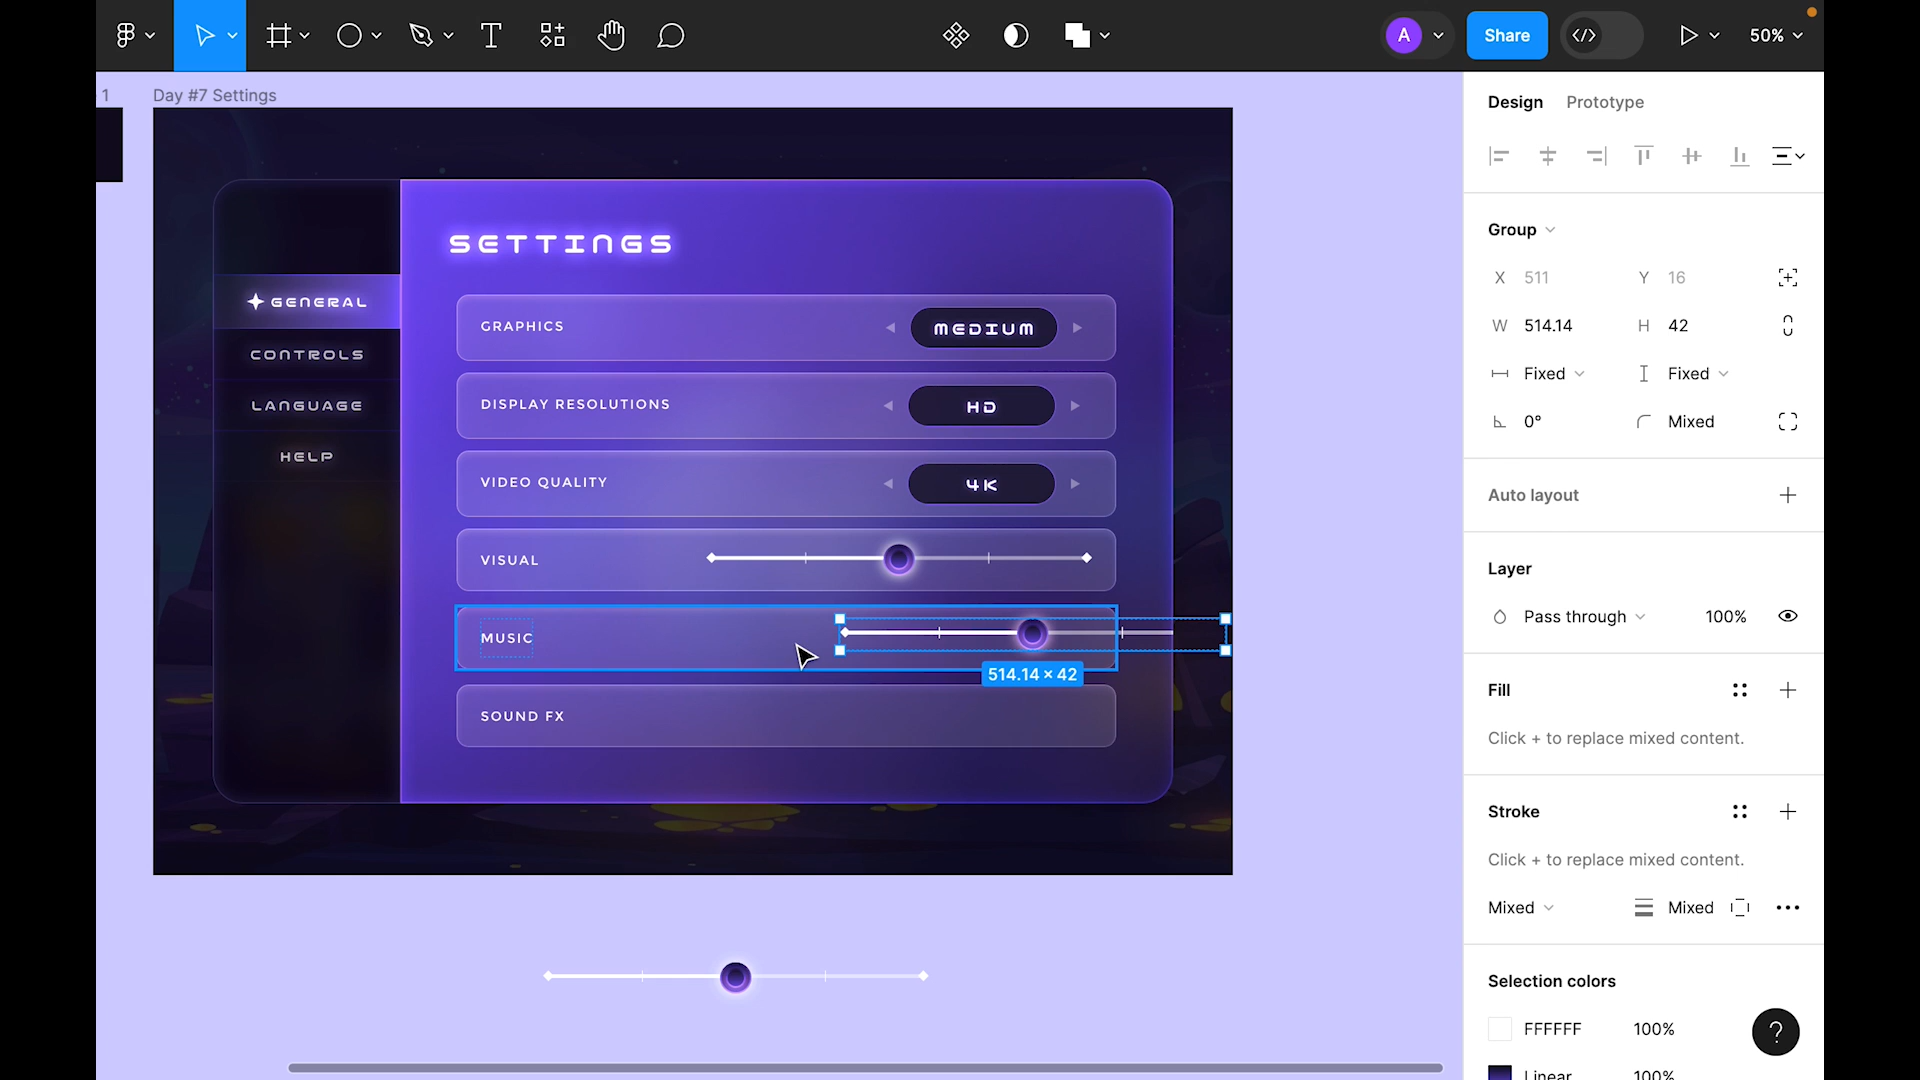 A
Share
50%
1
Day #7 Settings
Design
Prototype
SETTINGS
GENERAL
CONTROLS
LANGUAGE
HELP
GRAPHICS
MEDIUM
DISPLAY RESOLUTIONS
HD
VIDEO QUALITY
4K
VISUAL
MUSIC
514.14 × 42
SOUND FX
Group
X 511
Y 16
W 514.14
H 42
Fixed
Fixed
0°
Mixed
Auto layout
Layer
Pass through
100%
Fill
Click + to replace mixed content.
Stroke
Click + to replace mixed content.
Mixed
Mixed
Selection colors
FFFFFF 100%
Linear 100%
?